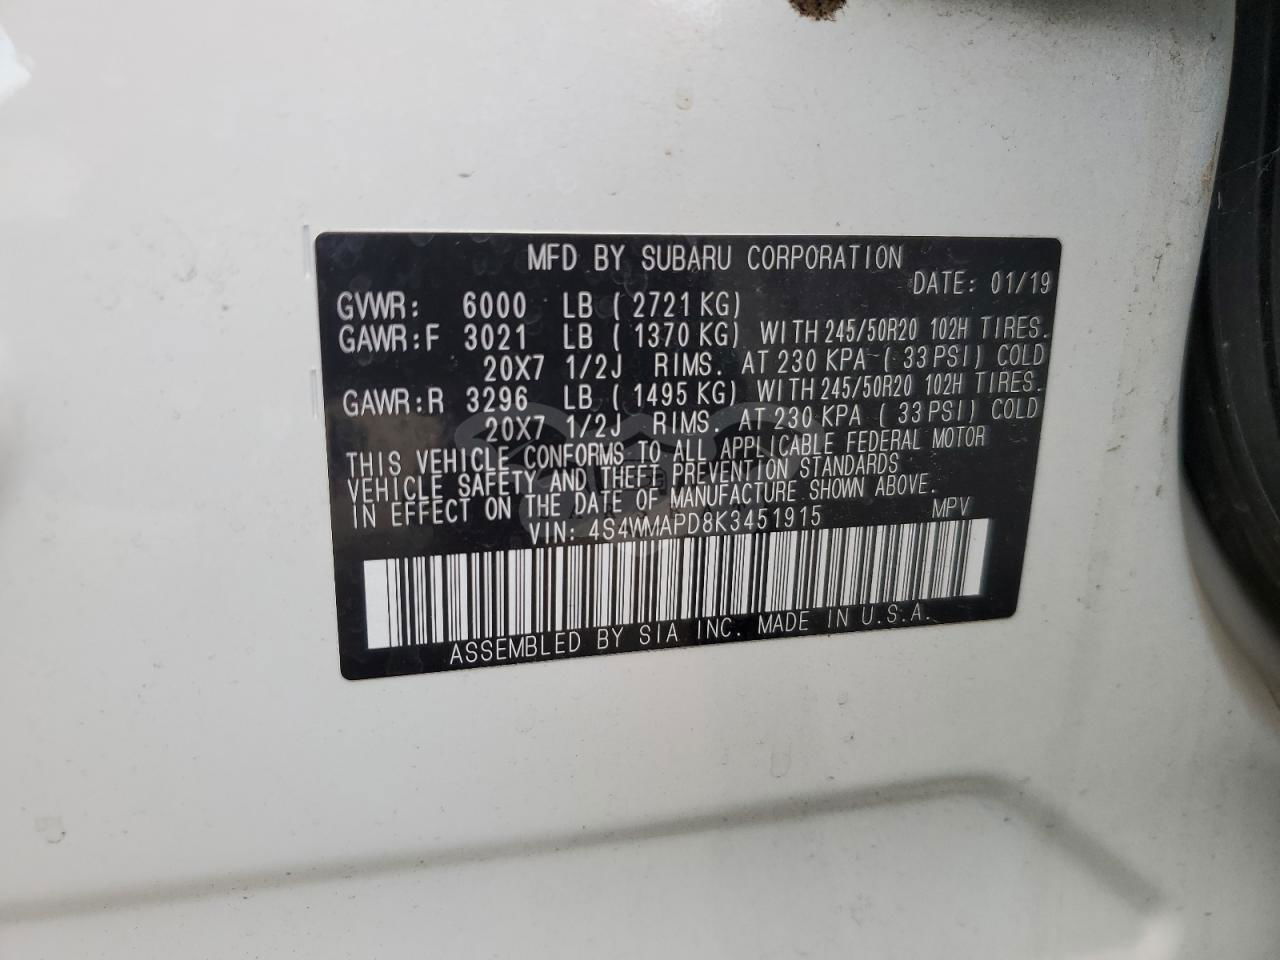 MFD BY SUBARU CORPORATION
DATE: 01/19
GVWR: 6000 LB ( 2721 KG)
GAWR:F 3021 LB ( 1370 KG) WITH 245/50R20 102H TIRES.
20X7 1/2J RIMS. AT 230 KPA ( 33 PSI) COLD
GAWR:R 3296 LB ( 1495 KG) WITH 245/50R20 102H TIRES.
20X7 1/2J RIMS. AT 230 KPA ( 33 PSI) COLD
THIS VEHICLE CONFORMS TO ALL APPLICABLE FEDERAL MOTOR
VEHICLE SAFETY AND THEFT PREVENTION STANDARDS
IN EFFECT ON THE DATE OF MANUFACTURE SHOWN ABOVE.
VIN: 4S4WMAPD8K3451915 MPV
ASSEMBLED BY SIA INC. MADE IN U.S.A.